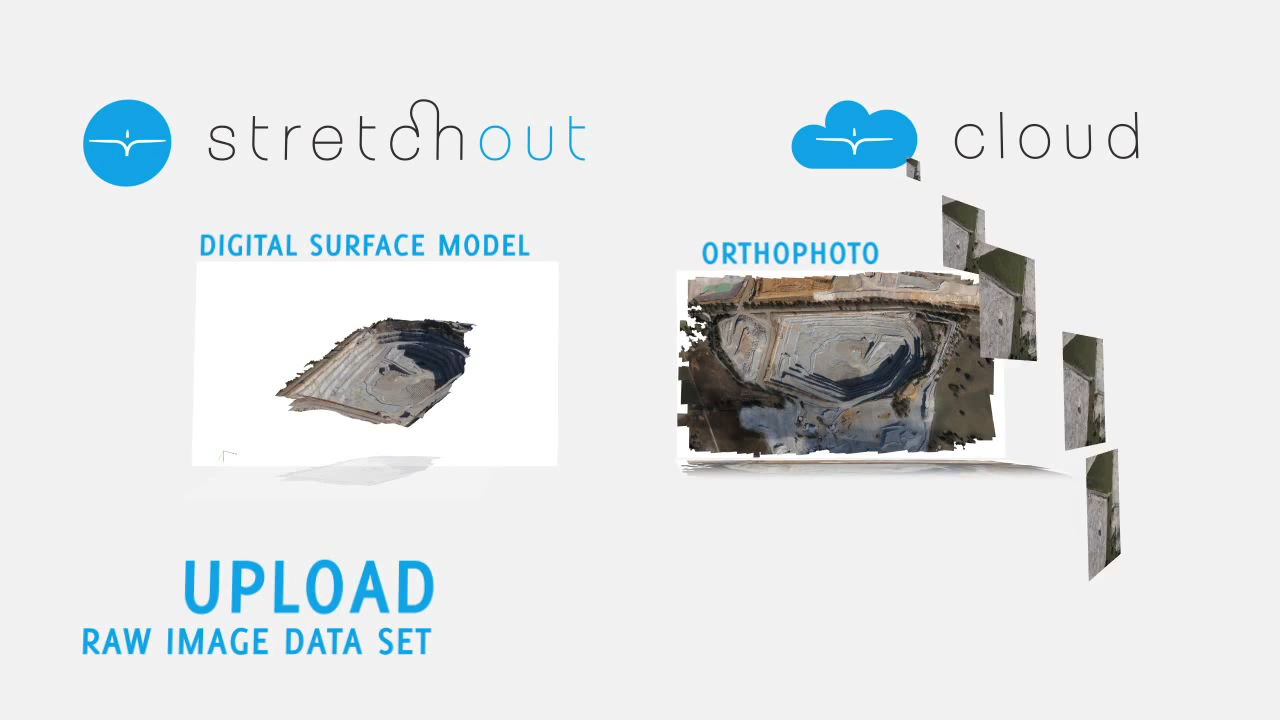 stretchout
cloud
DIGITAL SURFACE MODEL
ORTHOPHOTO
UPLOAD
RAW IMAGE DATA SET